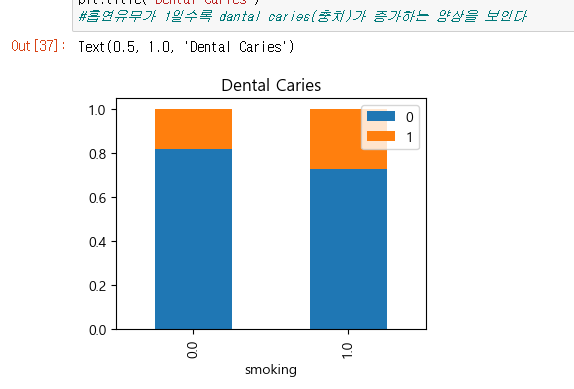 plt.title('Dental Caries')
#흡연유무가 1일수록 dantal caries(충치)가 증가하는 양상을 보인다
Out[37]: Text(0.5, 1.0, 'Dental Caries')
Dental Caries
1.0
0.8
0.6
0.4
0.2
0.0
0
1
0.0
1.0
smoking